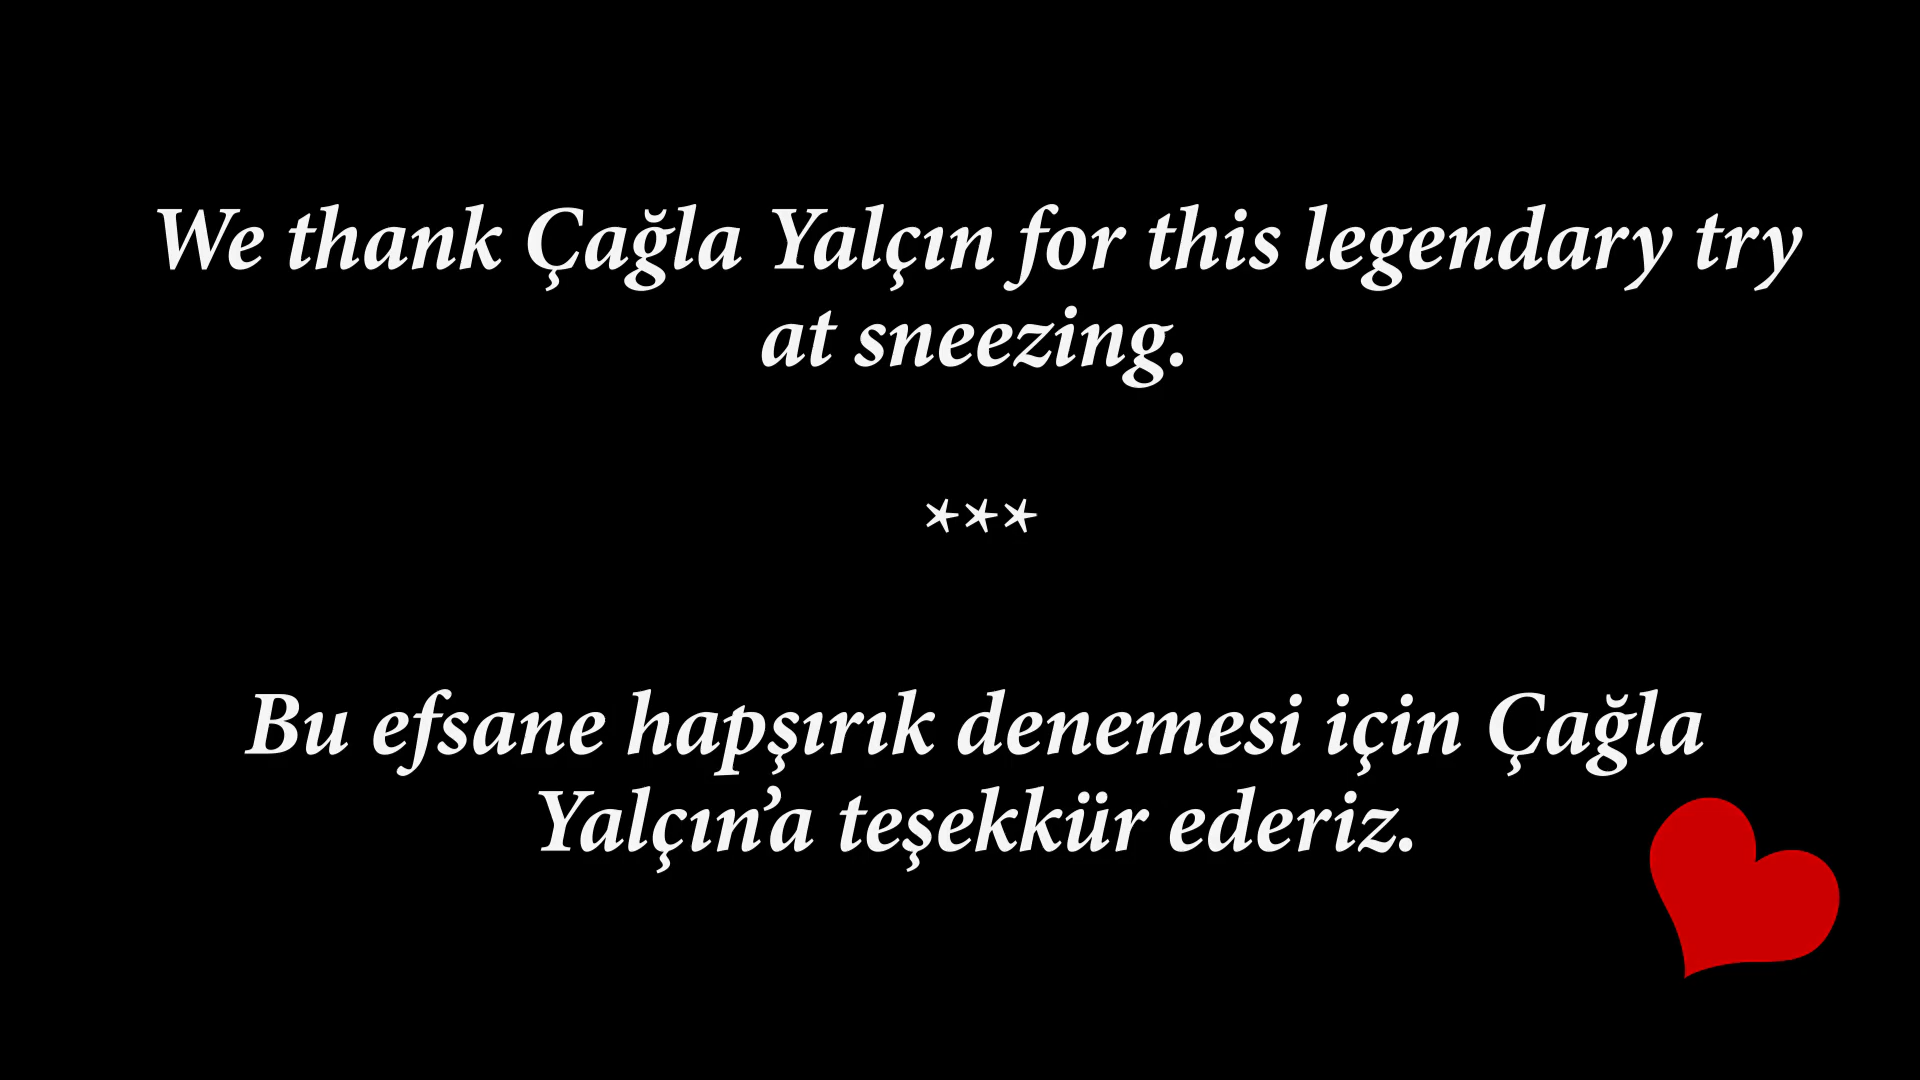 We thank Çağla Yalçın for this legendary try
at sneezing.
***
Bu efsane hapşırık denemesi için Çağla
Yalçın’a teşekkür ederiz.